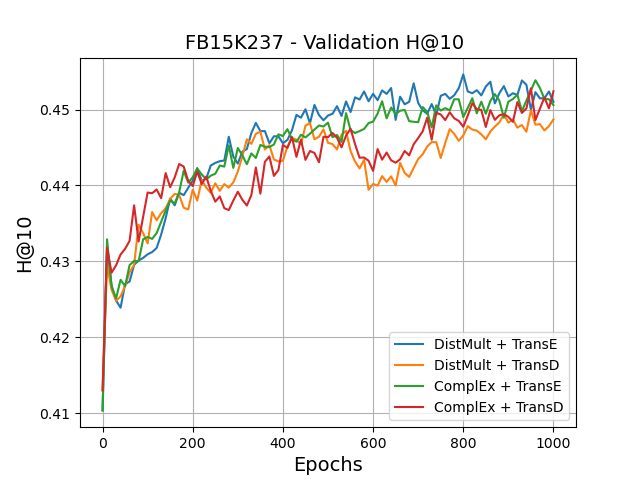 FB15K237 - Validation H@10
H@10
0.45
0.44
0.43
0.42
0.41
0
200
400
600
800
1000
Epochs
DistMult + TransE
DistMult + TransD
ComplEx + TransE
ComplEx + TransD